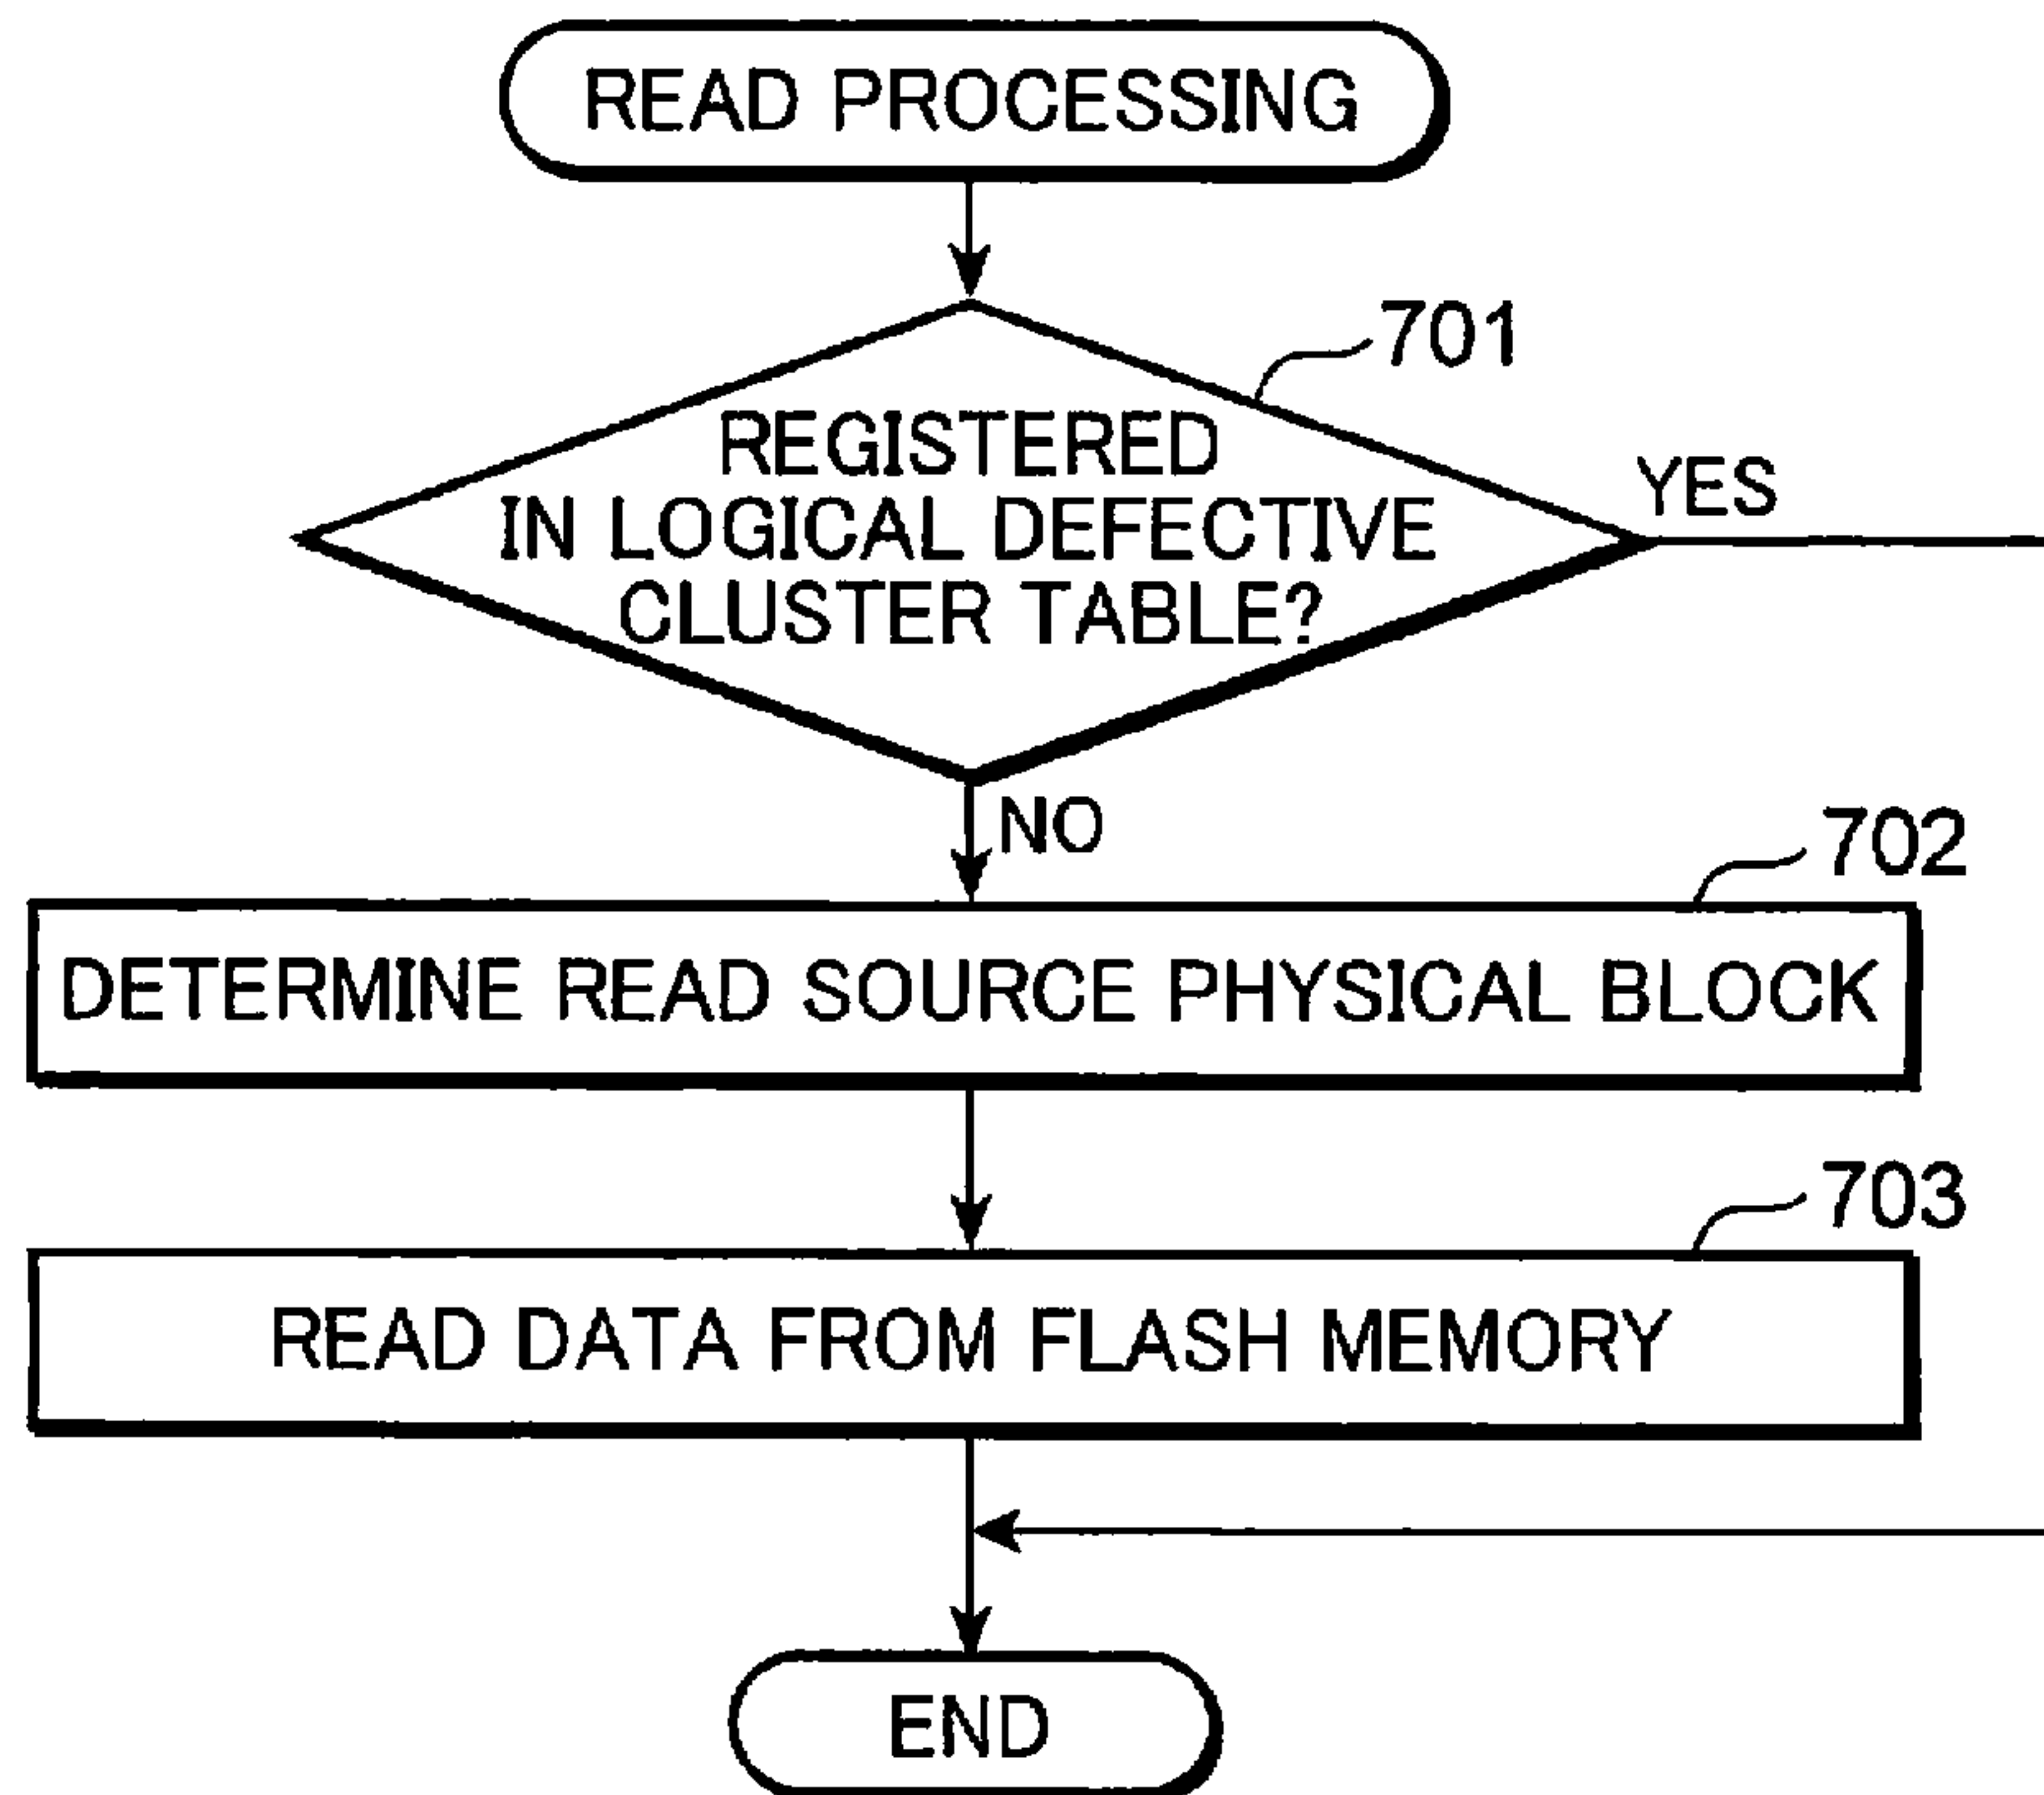 READ PROCESSING
701
REGISTERED
IN LOGICAL DEFECTIVE
CLUSTER TABLE?
YES
NO
702
DETERMINE READ SOURCE PHYSICAL BLOCK
703
READ DATA FROM FLASH MEMORY
END